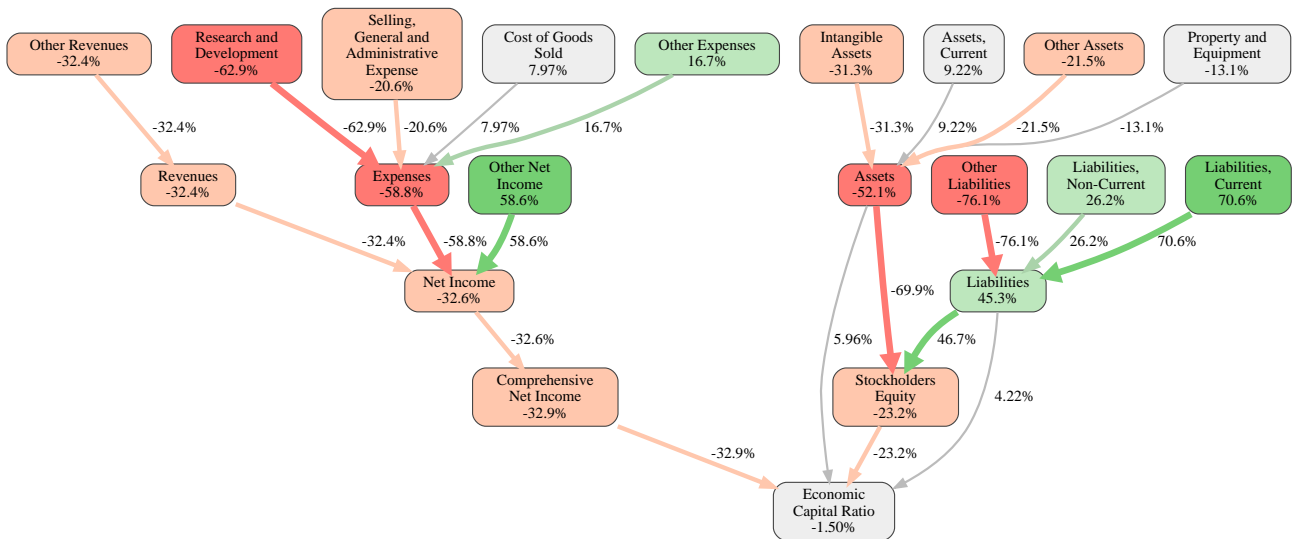 Other Revenues
-32.4%
Research and
Development
-62.9%
Selling,
General and
Administrative
Expense
-20.6%
Cost of Goods
Sold
7.97%
Other Expenses
16.7%
Intangible
Assets
-31.3%
Assets,
Current
9.22%
Other Assets
-21.5%
Property and
Equipment
-13.1%
-32.4%
-62.9%
-20.6%
7.97%
16.7%
-31.3%
9.22%
-21.5%
-13.1%
Revenues
-32.4%
Expenses
-58.8%
Other Net
Income
58.6%
Assets
-52.1%
Other
Liabilities
-76.1%
Liabilities,
Non-Current
26.2%
Liabilities,
Current
70.6%
-32.4%
-58.8%
58.6%
-76.1%
26.2%
70.6%
Net Income
-32.6%
-69.9%
Liabilities
45.3%
-32.6%
5.96%
46.7%
Comprehensive
Net Income
-32.9%
Stockholders
Equity
-23.2%
4.22%
-32.9%
-23.2%
Economic
Capital Ratio
-1.50%